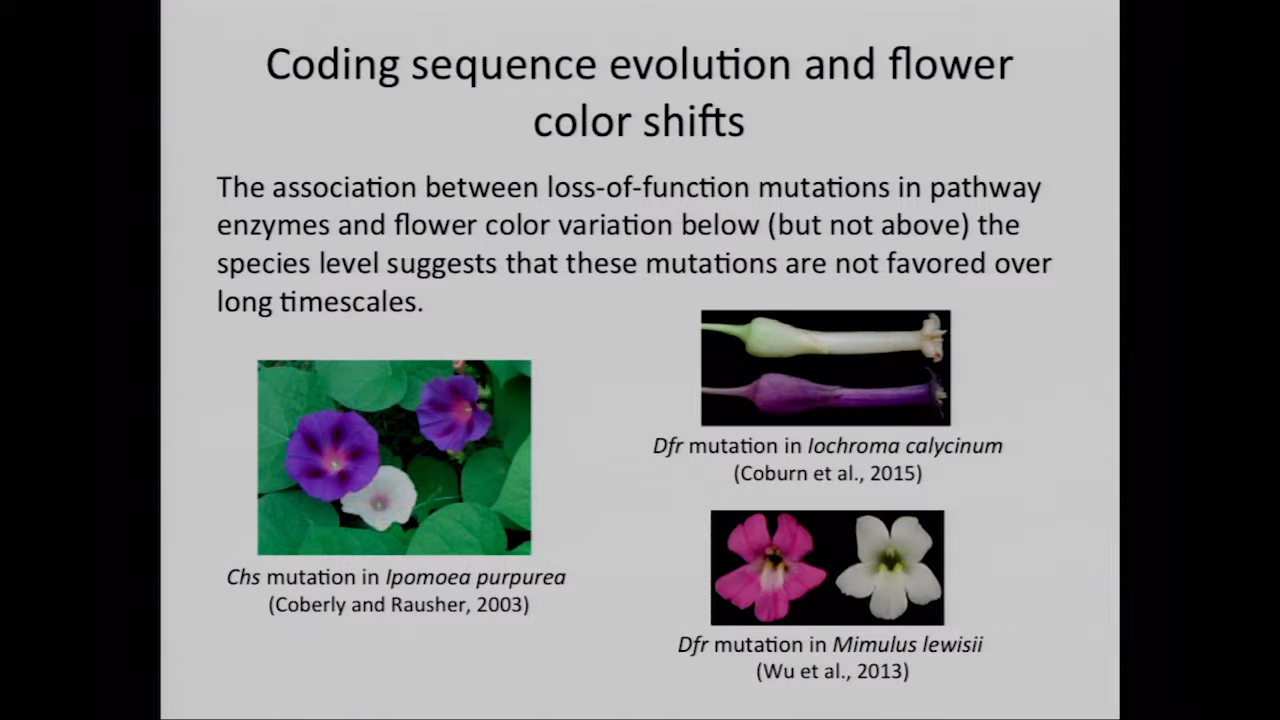 Coding sequence evolution and flower
color shifts
The association between loss-of-function mutations in pathway
enzymes and flower color variation below (but not above) the
species level suggests that these mutations are not favored over
long timescales.
Dfr mutation in Iochroma calycinum
(Coburn et al., 2015)
Chs mutation in Ipomoea purpurea
(Coberly and Rausher, 2003)
Dfr mutation in Mimulus lewisii
(Wu et al., 2013)